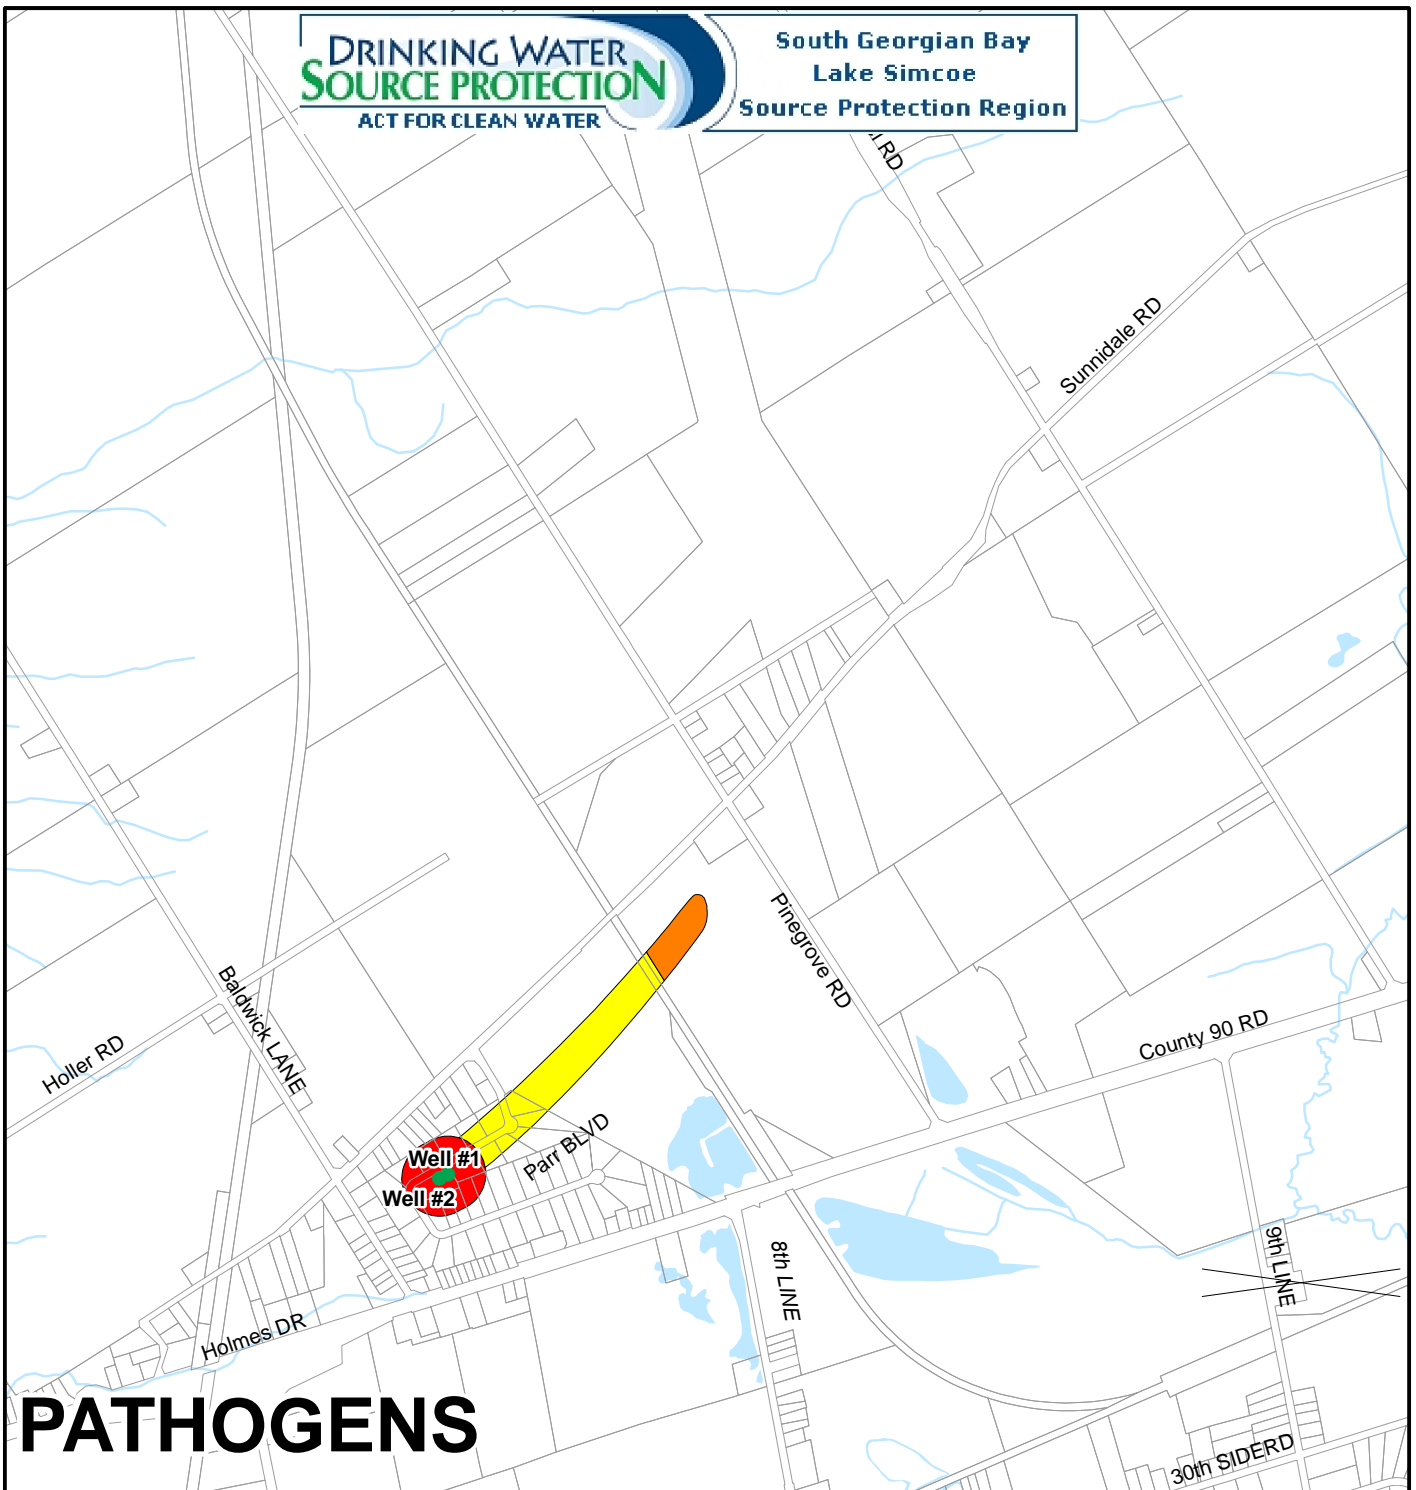 DRINKING WATER
SOURCE PROTECTION
ACT FOR CLEAN WATER
South Georgian Bay
Lake Simcoe
Source Protection Region
RD
Sunnidale RD
Pinegrove RD
Baldwick LANE
County 90 RD
Holler RD
Parr BLVD
Well #1
Well #2
8th LINE
9th LINE
Holmes DR
PATHOGENS
30th SIDERD